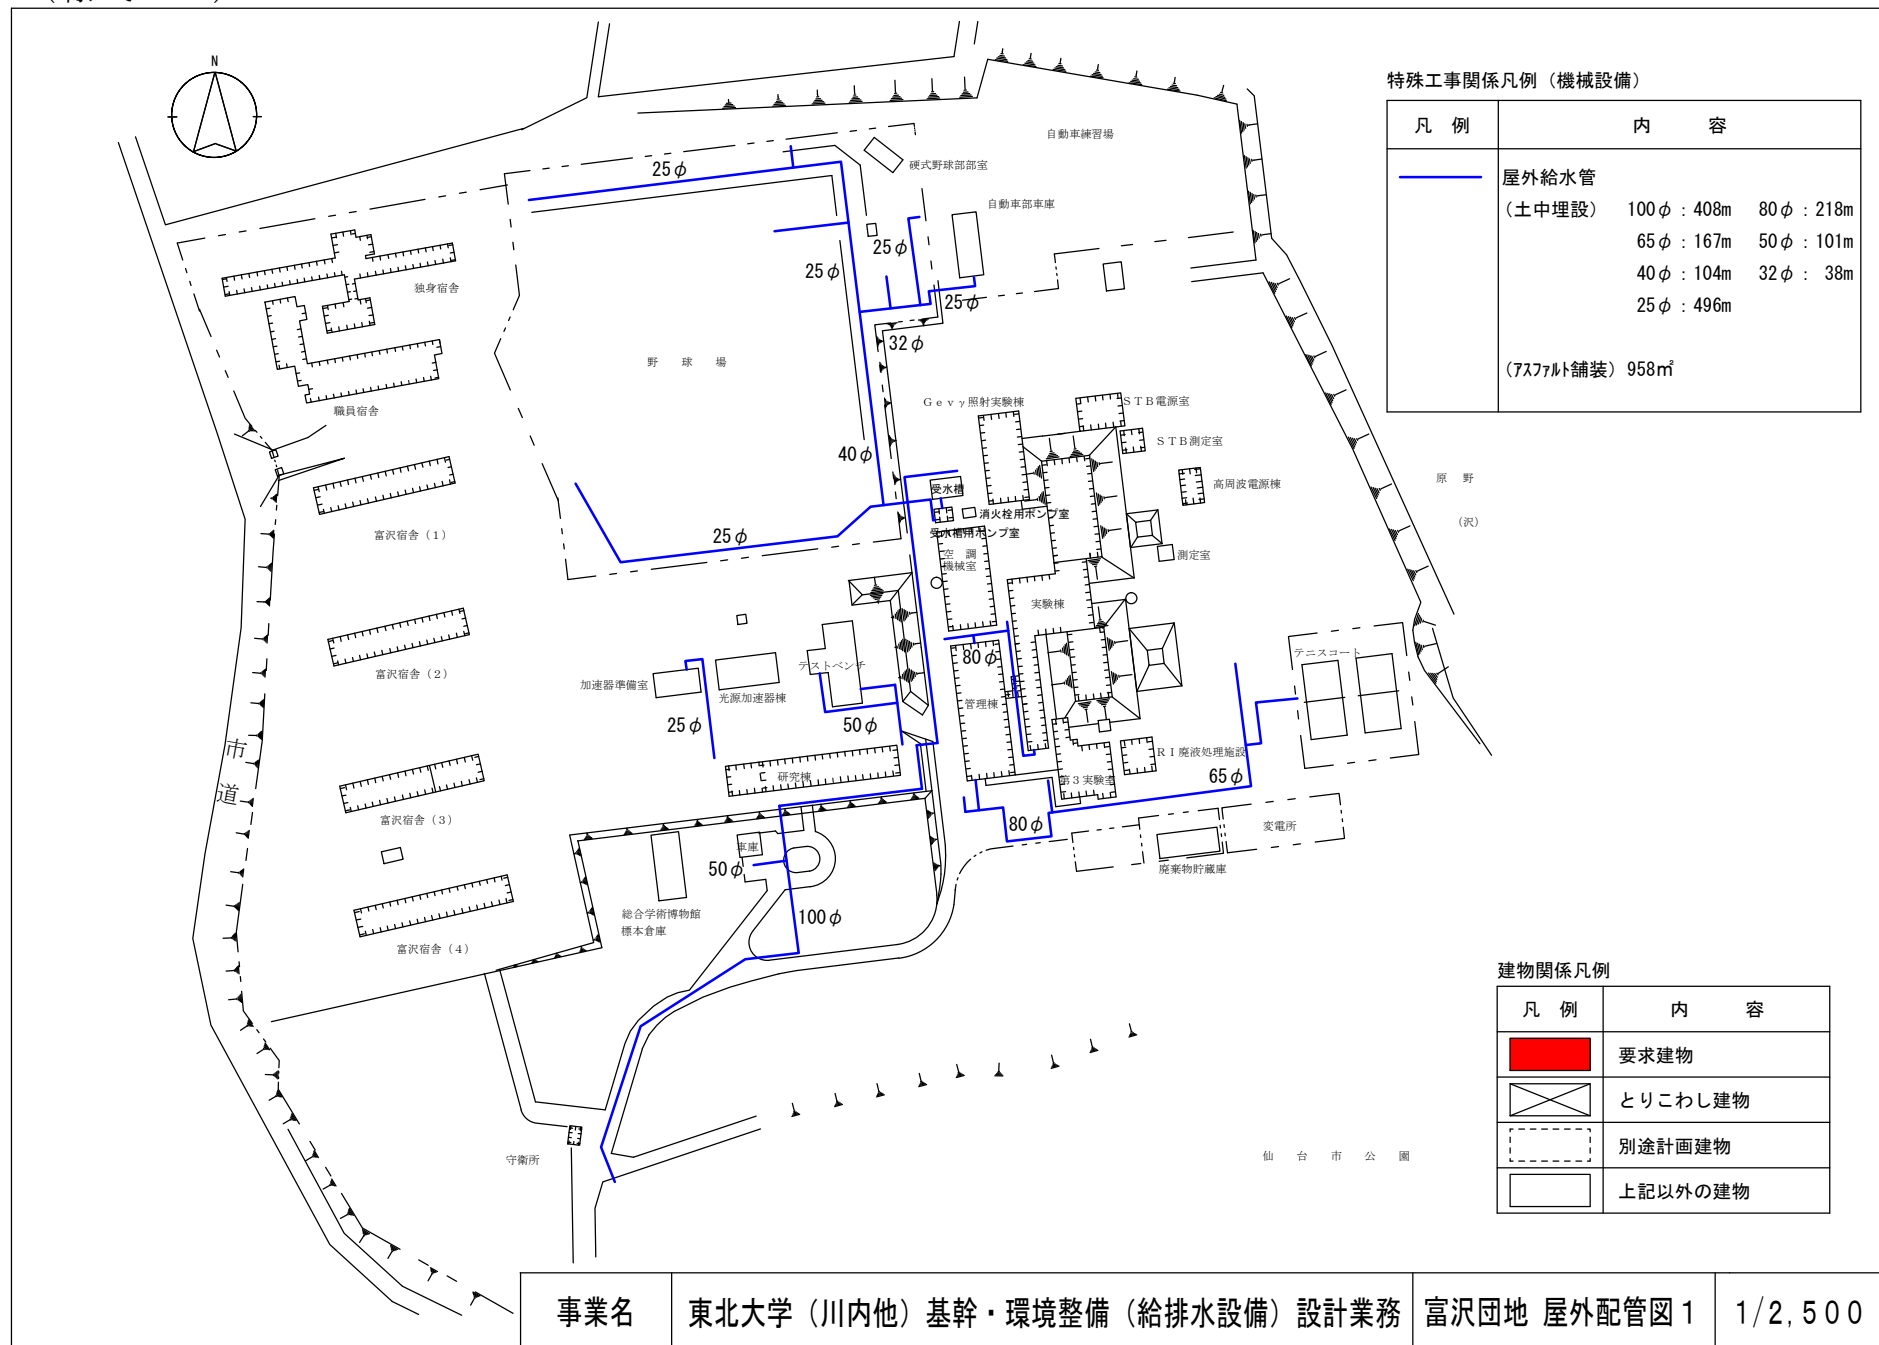 N
特殊工事関係凡例（機械設備）
凡 例
内 容
屋外給水管
（土中埋設） 100φ：408m 80φ：218m
65φ：167m 50φ：101m
40φ：104m 32φ： 38m
25φ：496m
（ｱｽﾌｧﾙﾄ舗装）958㎡
自動車練習場
硬式野球部部室
自動車部車庫
25φ
25φ
25φ
25φ
32φ
独身宿舎
野 球 場
職員宿舎
Ｇｅｖγ照射実験棟
ＳＴＢ電源室
ＳＴＢ測定室
40φ
高周波電源棟
原 野
（沢）
受水槽
消火栓用ポンプ室
受水槽用ポンプ室
富沢宿舎（1）
25φ
空 調
機械室
測定室
実験棟
富沢宿舎（2）
加速器準備室
光源加速器棟
テストベンチ
80φ
テニスコート
管理棟
25φ
50φ
市
道
研究棟
ＲＩ廃液処理施設
第３実験室
65φ
富沢宿舎（3）
80φ
変電所
車庫
50φ
廃棄物貯蔵庫
総合学術博物館
標本倉庫
100φ
富沢宿舎（4）
守衛所
仙 台 市 公 園
建物関係凡例
凡 例
内 容
要求建物
とりこわし建物
別途計画建物
上記以外の建物
事業名
東北大学（川内他）基幹・環境整備（給排水設備）設計業務
富沢団地 屋外配管図１
1/2,500